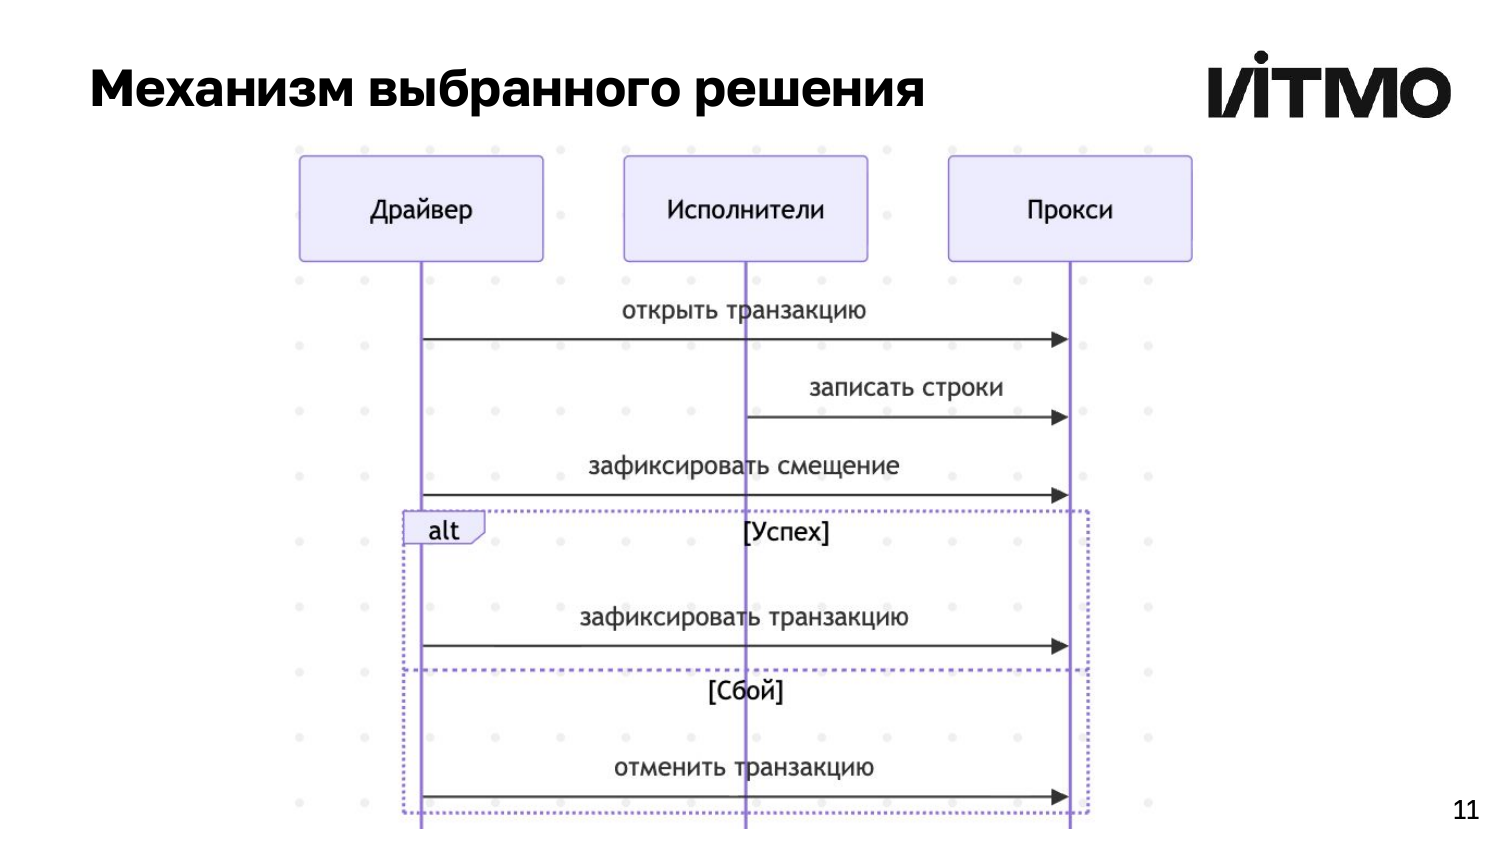 Механизм выбранного решения
ИТМО
Драйвер
Исполнители
Прокси
открыть транзакцию
записать строки
зафиксировать смещение
alt
[Успех]
зафиксировать транзакцию
[Сбой]
отменить транзакцию
11